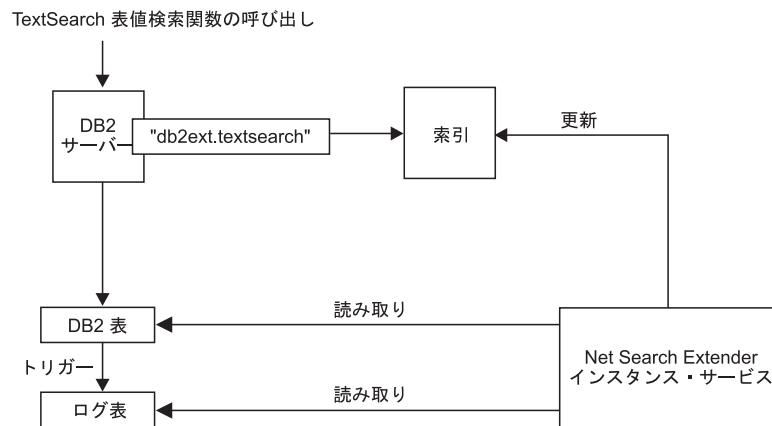 TextSearch 表値検索関数の呼び出し
DB2
サーバー
"db2ext.textsearch"
索引
更新
DB2 表
読み取り
トリガー
ログ表
読み取り
Net Search Extender
インスタンス・サービス